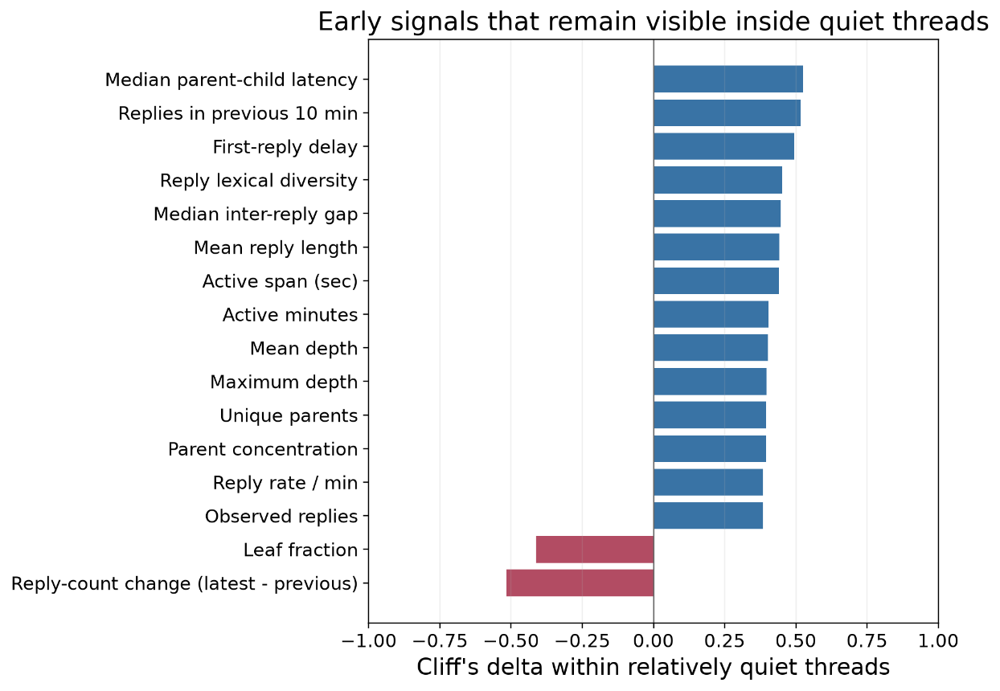 Early signals that remain visible inside quiet threads
Median parent-child latency
Replies in previous 10 min
First-reply delay
Reply lexical diversity
Median inter-reply gap
Mean reply length
Active span (sec)
Active minutes
Mean depth
Maximum depth
Unique parents
Parent concentration
Reply rate / min
Observed replies
Leaf fraction
Reply-count change (latest - previous)
−1.00 −0.75 −0.50 −0.25 0.00 0.25 0.50 0.75 1.00
Cliff's delta within relatively quiet threads